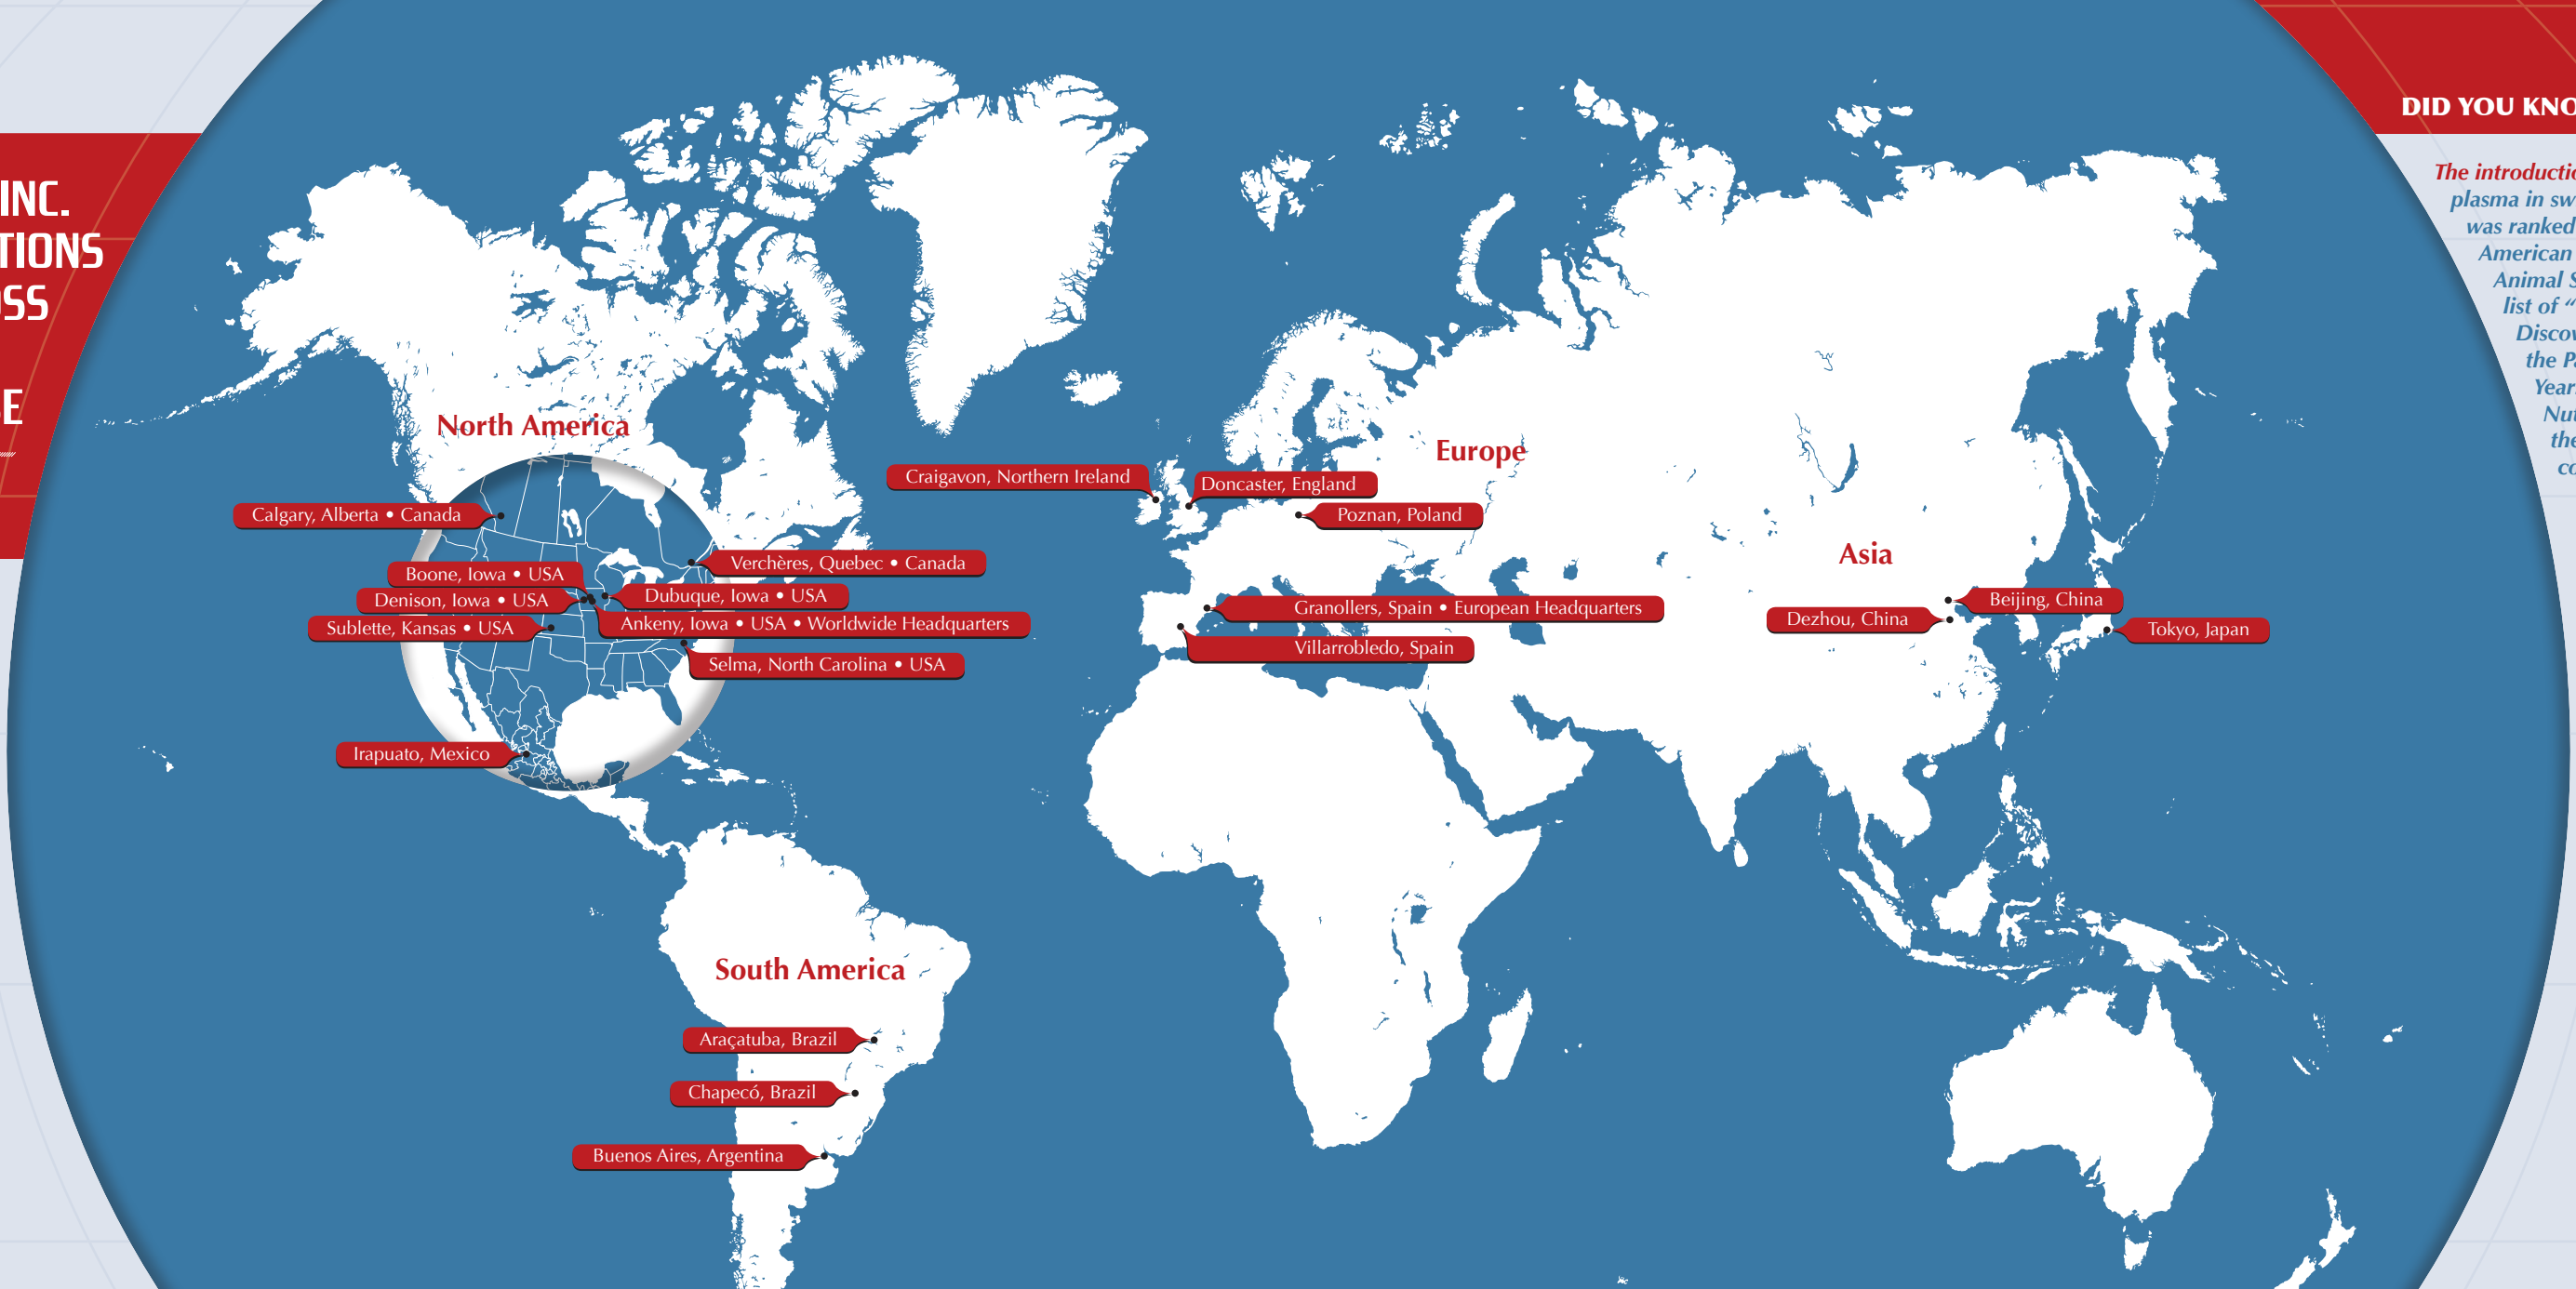 INC.
TIONS
OSS
E
North America
Calgary, Alberta • Canada
Verchères, Quebec • Canada
Boone, Iowa • USA
Denison, Iowa • USA
Dubuque, Iowa • USA
Sublette, Kansas • USA
Ankeny, Iowa • USA • Worldwide Headquarters
Selma, North Carolina • USA
Irapuato, Mexico
South America
Araçatuba, Brazil
Chapecó, Brazil
Buenos Aires, Argentina
Europe
Craigavon, Northern Ireland
Doncaster, England
Poznan, Poland
Granollers, Spain • European Headquarters
Villarrobledo, Spain
Asia
Beijing, China
Dezhou, China
Tokyo, Japan
DID YOU KNO
The introductio
plasma in sw
was ranked
American
Animal S
list of “
Discov
the Pa
Year
Nut
the
co